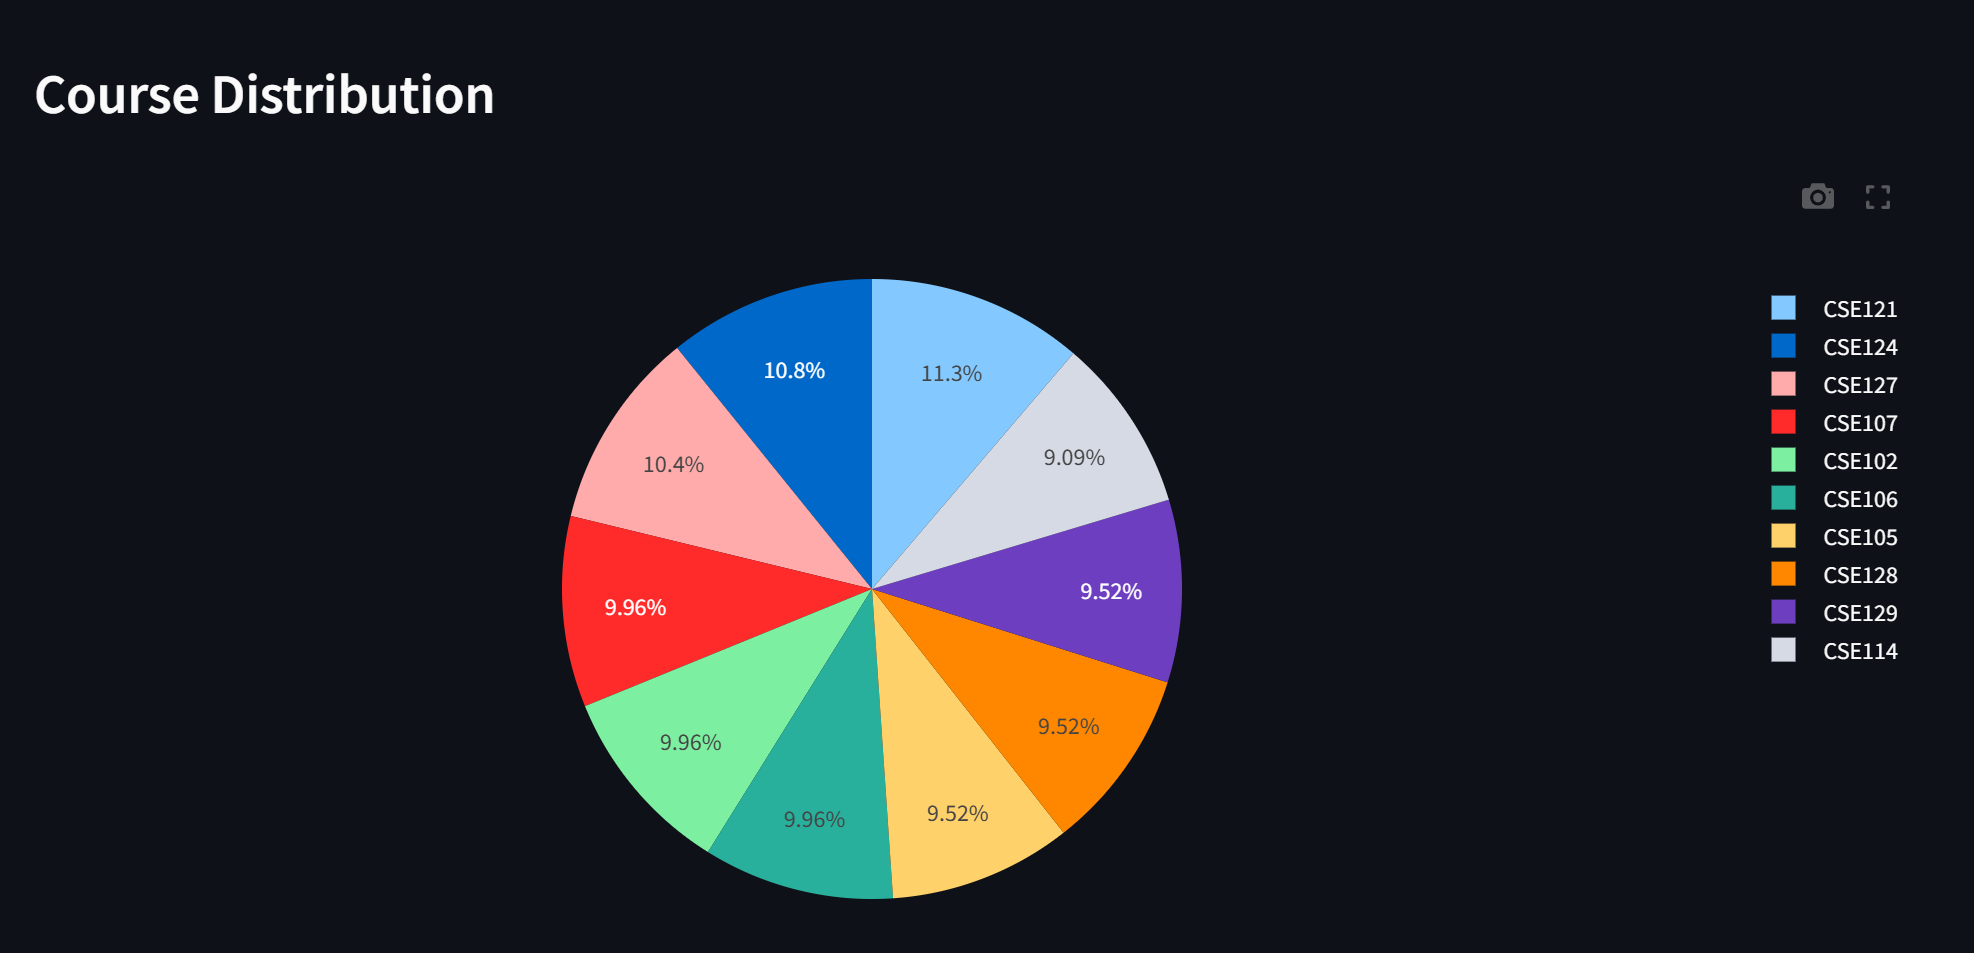 Course Distribution
10.8%
11.3%
10.4%
9.09%
9.96%
9.52%
9.96%
9.52%
9.96%
9.52%
CSE121
CSE124
CSE127
CSE107
CSE102
CSE106
CSE105
CSE128
CSE129
CSE114